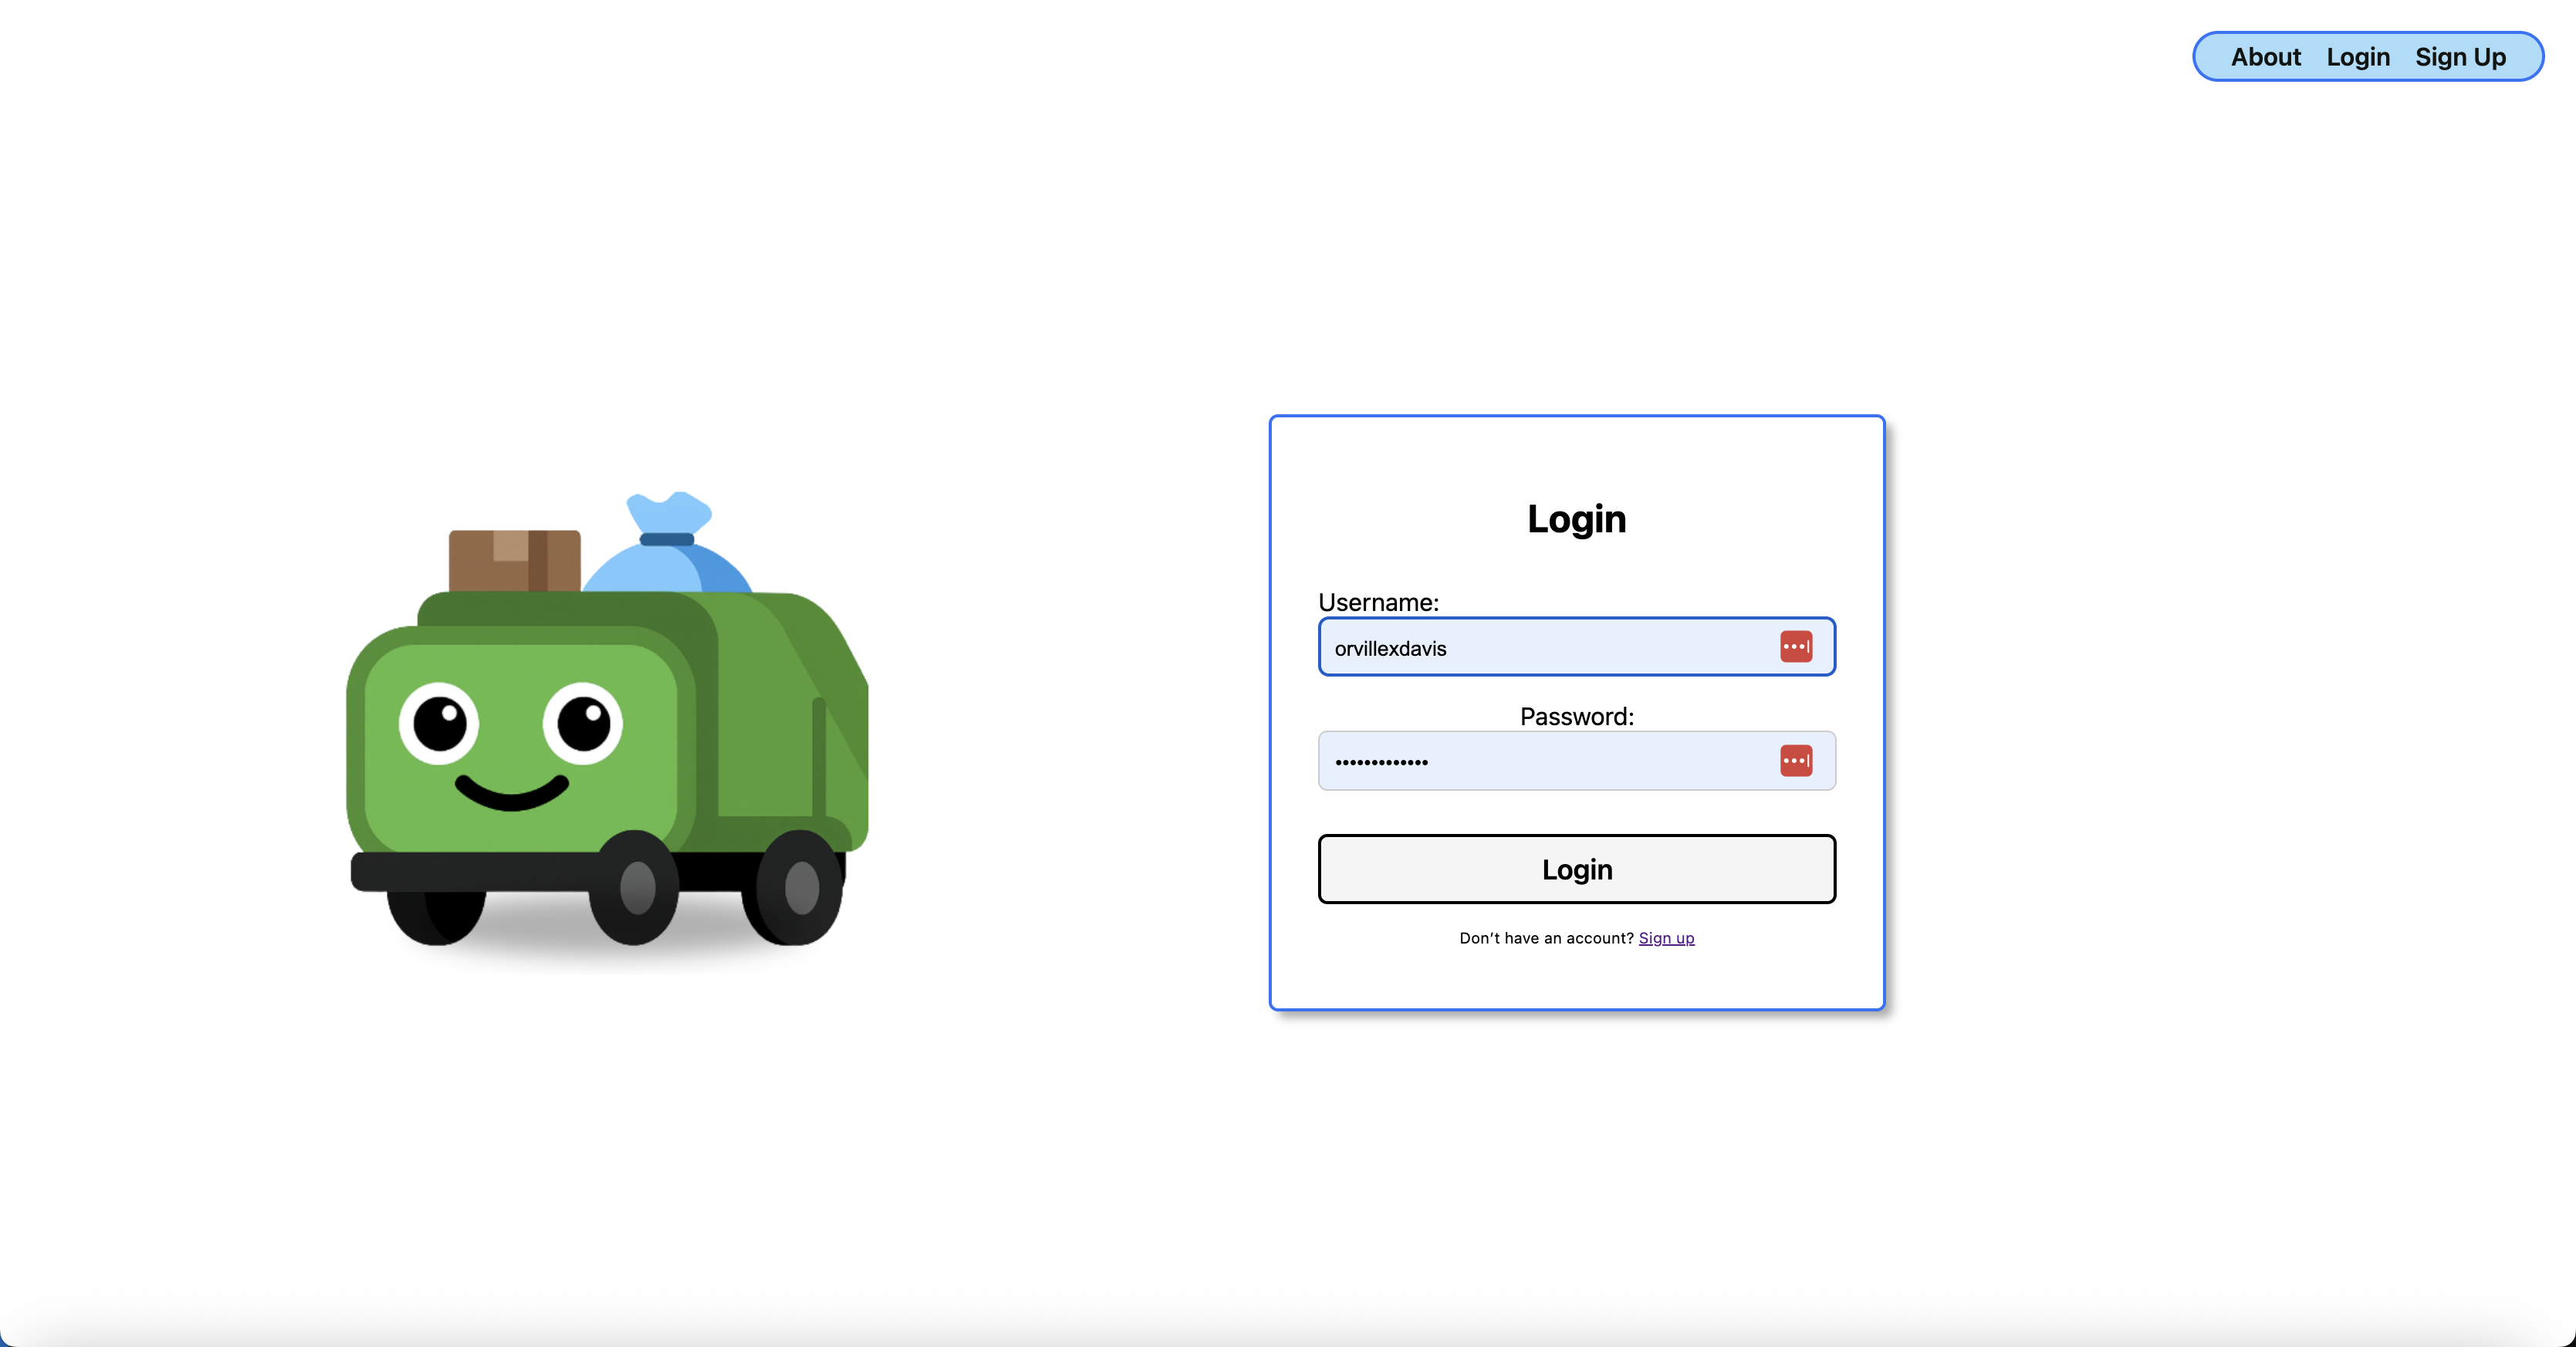 About Login Sign Up
Login
Username:
orvillexdavis
Password:
•••••••••••••
Login
Don’t have an account? Sign up